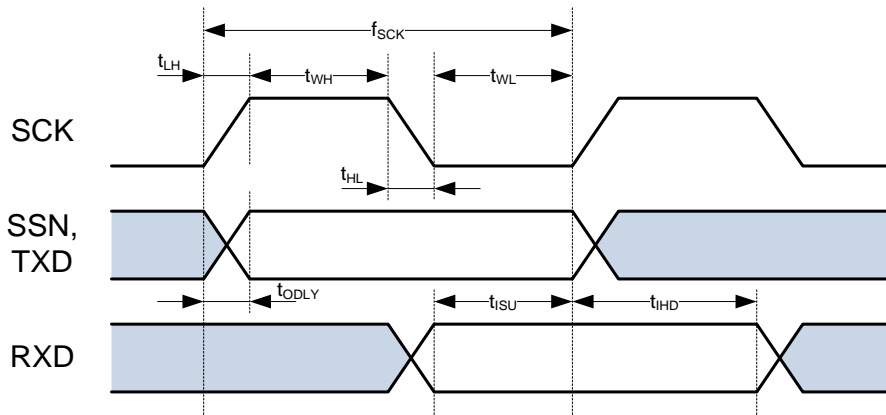 fSCK
tLH
tWH
tWL
SCK
tHL
SSN,
TXD
tODLY
tISU
tIHD
RXD